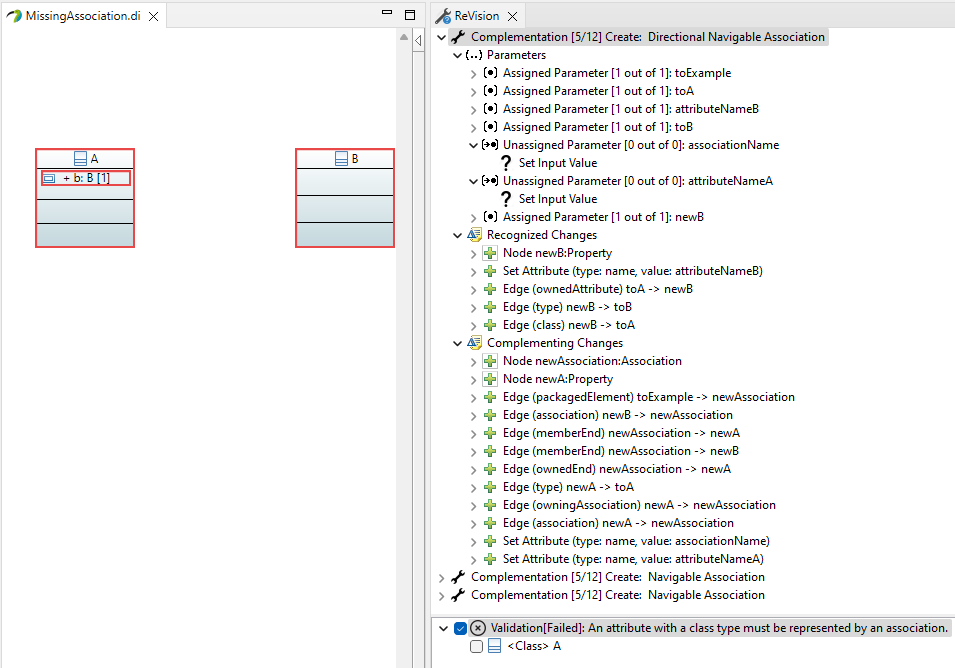 MissingAssociation.di
A
+ b: B [1]
B
ReVision
Complementation [5/12] Create:  Directional Navigable Association
Parameters
Assigned Parameter [1 out of 1]: toExample
Assigned Parameter [1 out of 1]: toA
Assigned Parameter [1 out of 1]: attributeNameB
Assigned Parameter [1 out of 1]: toB
Unassigned Parameter [0 out of 0]: associationName
Set Input Value
Unassigned Parameter [0 out of 0]: attributeNameA
Set Input Value
Assigned Parameter [1 out of 1]: newB
Recognized Changes
Node newB:Property
Set Attribute (type: name, value: attributeNameB)
Edge (ownedAttribute) toA -> newB
Edge (type) newB -> toB
Edge (class) newB -> toA
Complementing Changes
Node newAssociation:Association
Node newA:Property
Edge (packagedElement) toExample -> newAssociation
Edge (association) newB -> newAssociation
Edge (memberEnd) newAssociation -> newA
Edge (memberEnd) newAssociation -> newB
Edge (ownedEnd) newAssociation -> newA
Edge (type) newA -> toA
Edge (owningAssociation) newA -> newAssociation
Edge (association) newA -> newAssociation
Set Attribute (type: name, value: associationName)
Set Attribute (type: name, value: attributeNameA)
Complementation [5/12] Create:  Navigable Association
Complementation [5/12] Create:  Navigable Association
Validation[Failed]: An attribute with a class type must be represented by an association.
<Class> A